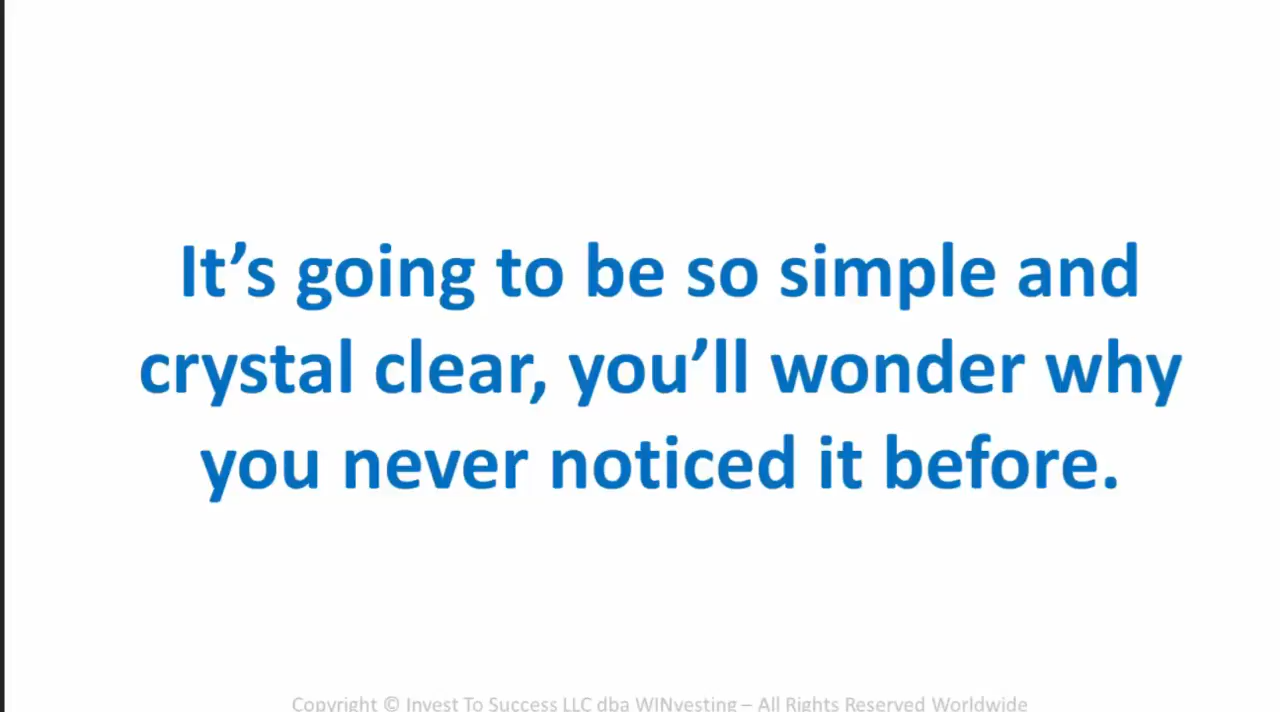 It’s going to be so simple and
crystal clear, you’ll wonder why
you never noticed it before.
Copyright © Invest To Success LLC dba WINvesting – All Rights Reserved Worldwide